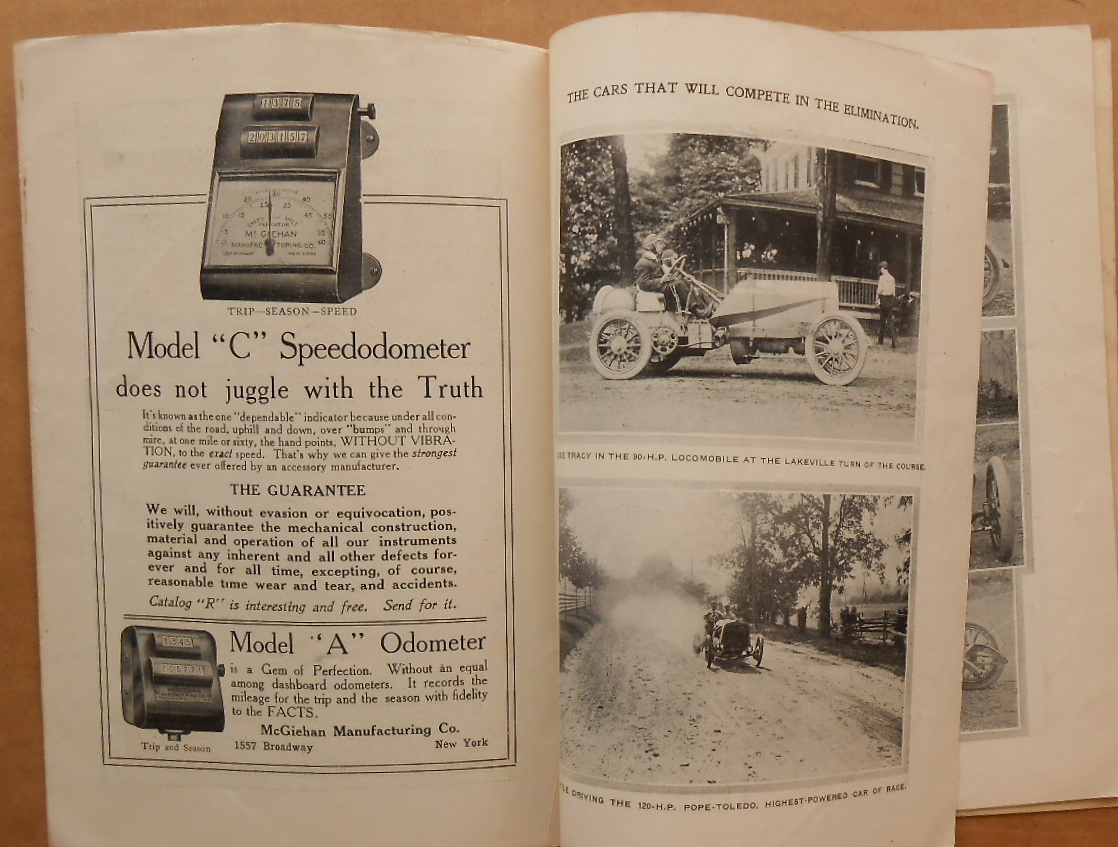 1375
203157
McGIEHAN
MANUFACTURING CO.
TRIP—SEASON—SPEED
Model "C" Speedodometer
does not juggle with the Truth
It's known as the one "dependable" indicator because under all con-
ditions of the road, uphill and down, over "bumps" and through
mire, at one mile or sixty, the hand points, WITHOUT VIBRA-
TION, to the exact speed. That's why we can give the strongest
guarantee ever offered by an accessory manufacturer.
THE GUARANTEE
We will, without evasion or equivocation, pos-
itively guarantee the mechanical construction,
material and operation of all our instruments
against any inherent and all other defects for-
ever and for all time, excepting, of course,
reasonable time wear and tear, and accidents.
Catalog "R" is interesting and free. Send for it.
1345
205771
Model "A" Odometer
is a Gem of Perfection. Without an equal
among dashboard odometers. It records the
mileage for the trip and the season with fidelity
to the FACTS.
McGiehan Manufacturing Co.
Trip and Season 1557 Broadway New York
THE CARS THAT WILL COMPETE IN THE ELIMINATION.
TRACY IN THE 90-H.P. LOCOMOBILE AT THE LAKEVILLE TURN OF THE COURSE.
DRIVING THE 120-H.P. POPE-TOLEDO, HIGHEST-POWERED CAR OF RACE.